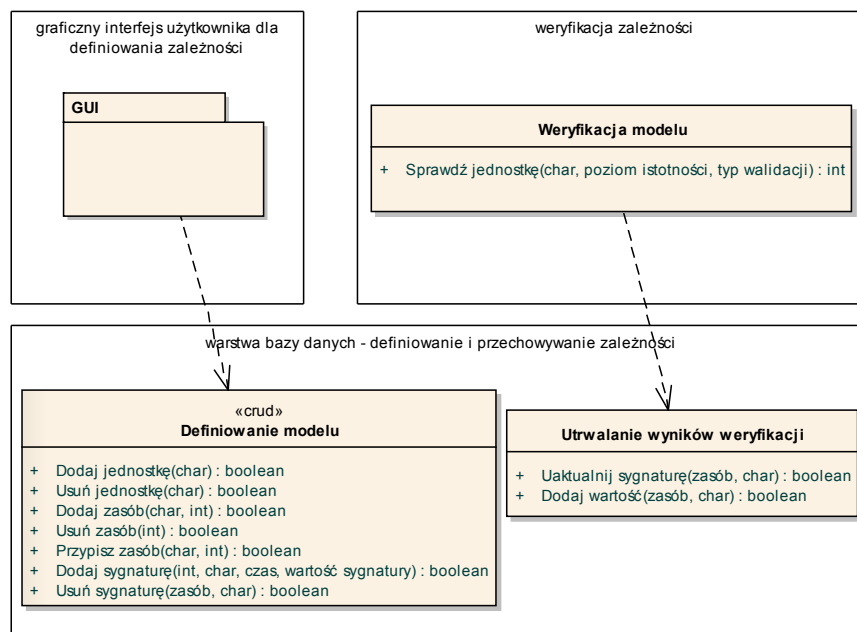 graficzny interfejs użytkownika dla
definiowania zależności
GUI
weryfikacja zależności
Weryfikacja modelu
+ Sprawdź jednostkę(char, poziom istotności, typ walidacji) : int
warstwa bazy danych - definiowanie i przechowywanie zależności
«crud»
Definiowanie modelu
+ Dodaj jednostkę(char) : boolean
+ Usuń jednostkę(char) : boolean
+ Dodaj zasób(char, int) : boolean
+ Usuń zasób(int) : boolean
+ Przypisz zasób(char, int) : boolean
+ Dodaj sygnaturę(int, char, czas, wartość sygnatury) : boolean
+ Usuń sygnaturę(zasób, char) : boolean
Utrwalanie wyników weryfikacji
+ Uaktualnij sygnaturę(zasób, char) : boolean
+ Dodaj wartość(zasób, char) : boolean